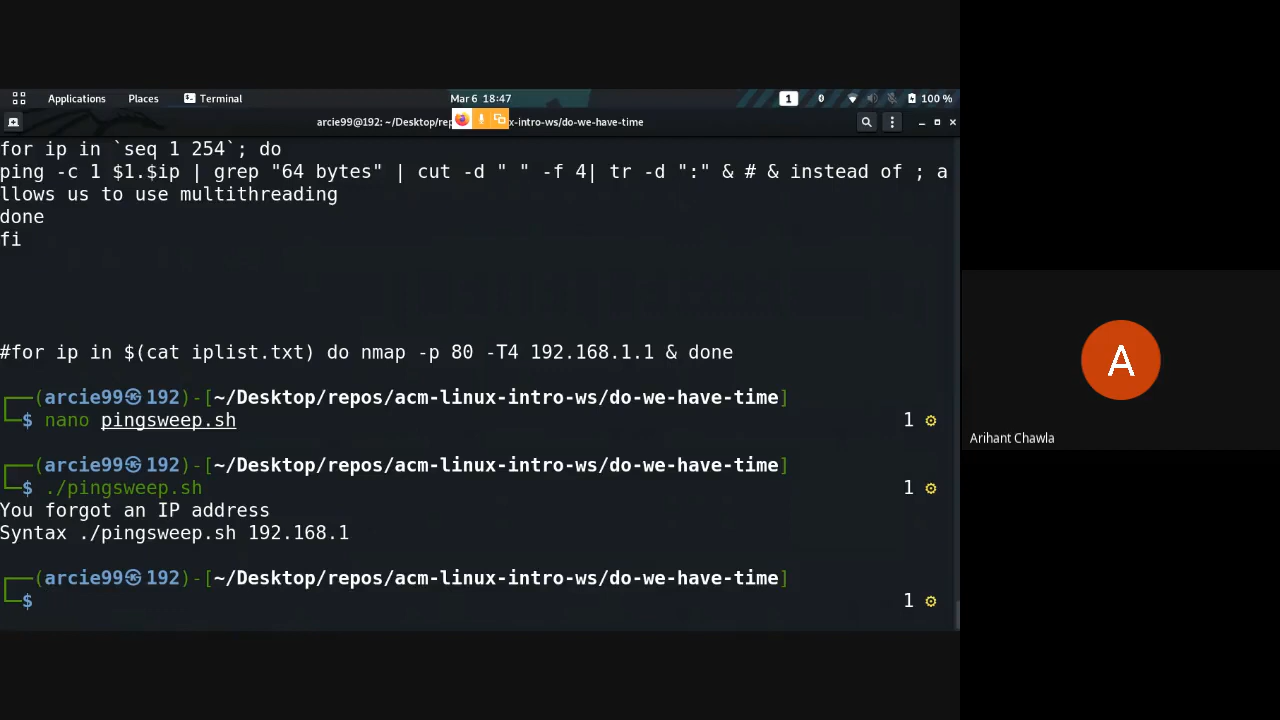 Applications Places Terminal Mar 6 18:47 1 100 %
arcie99@192: ~/Desktop/rep x-intro-ws/do-we-have-time
for ip in `seq 1 254`; do
ping -c 1 $1.$ip | grep "64 bytes" | cut -d " " -f 4| tr -d ":" & # & instead of ; a
llows us to use multithreading
done
fi
#for ip in $(cat iplist.txt) do nmap -p 80 -T4 192.168.1.1 & done
┌──(arcie99㉿192)-[~/Desktop/repos/acm-linux-intro-ws/do-we-have-time]
└─$ nano pingsweep.sh 1 ⚙
┌──(arcie99㉿192)-[~/Desktop/repos/acm-linux-intro-ws/do-we-have-time]
└─$ ./pingsweep.sh 1 ⚙
You forgot an IP address
Syntax ./pingsweep.sh 192.168.1
┌──(arcie99㉿192)-[~/Desktop/repos/acm-linux-intro-ws/do-we-have-time]
└─$ 1 ⚙
A
Arihant Chawla